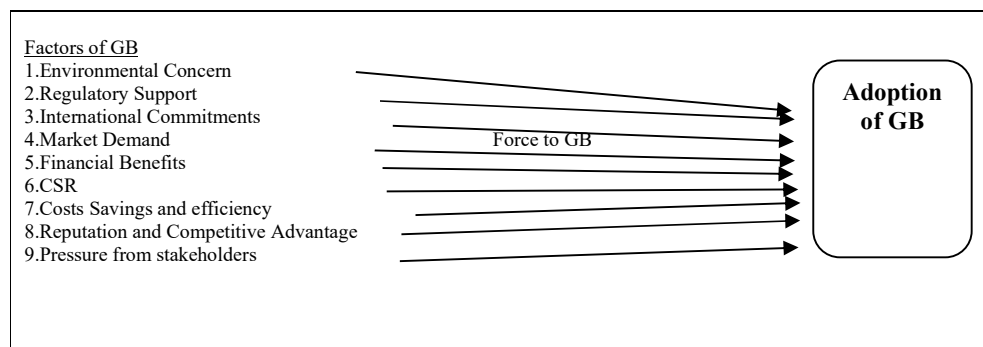 Factors of GB
1.Environmental Concern
2.Regulatory Support
3.International Commitments
4.Market Demand
5.Financial Benefits
6.CSR
7.Costs Savings and efficiency
8.Reputation and Competitive Advantage
9.Pressure from stakeholders
Force to GB
Adoption
of GB